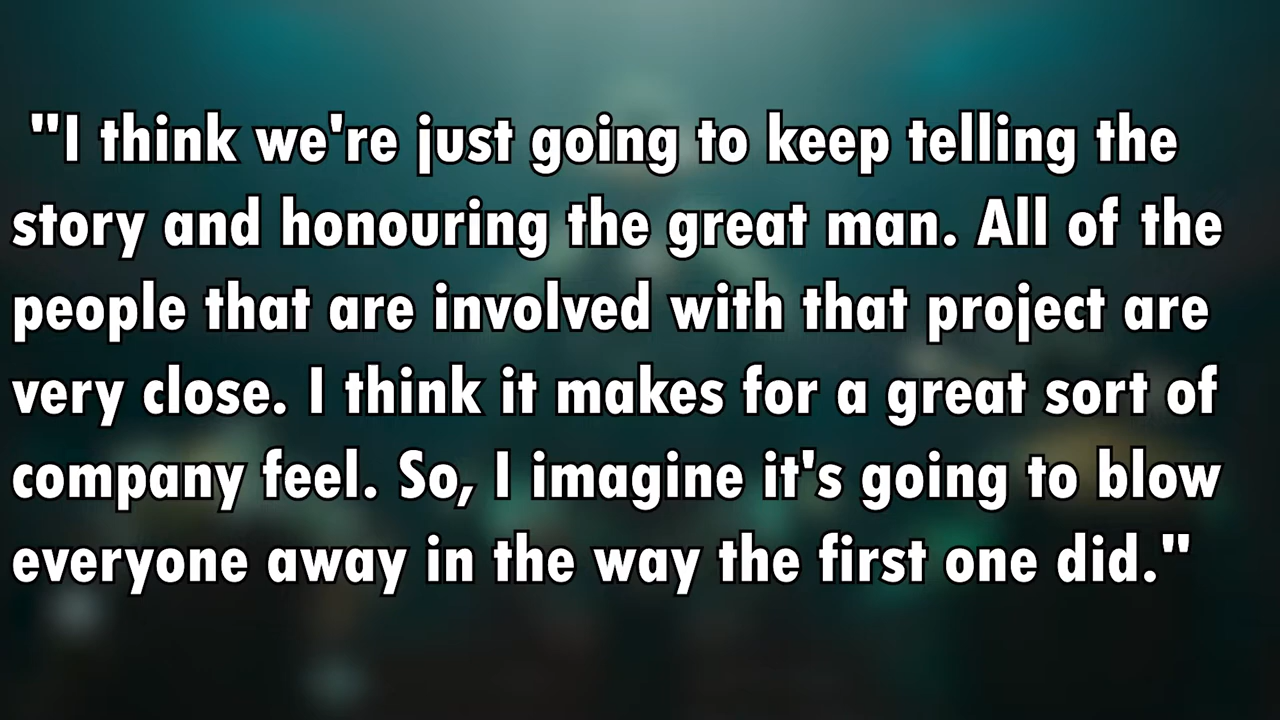 "I think we're just going to keep telling the
story and honouring the great man. All of the
people that are involved with that project are
very close. I think it makes for a great sort of
company feel. So, I imagine it's going to blow
everyone away in the way the first one did."